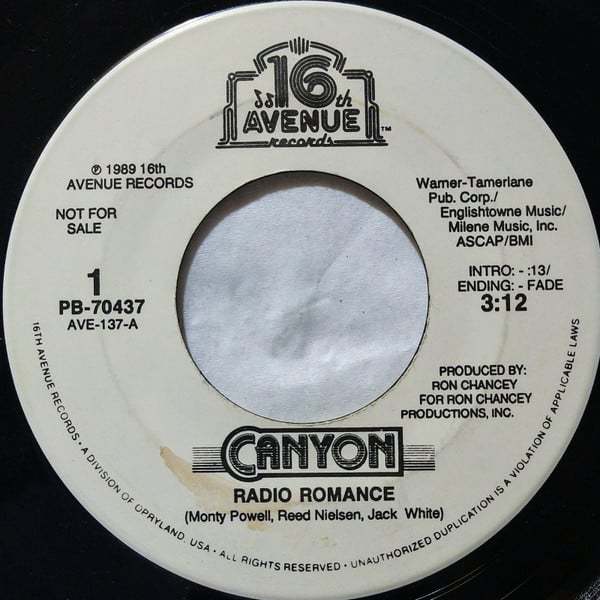 16th
AVENUE™
records
℗ 1989 16th
AVENUE RECORDS
NOT FOR
SALE
1
PB-70437
AVE-137-A
Warner-Tamerlane
Pub. Corp./
Englishtowne Music/
Milene Music, Inc.
ASCAP/BMI
INTRO: - :13/
ENDING: - FADE
3:12
PRODUCED BY:
RON CHANCEY
FOR RON CHANCEY
PRODUCTIONS, INC.
CANYON
RADIO ROMANCE
(Monty Powell, Reed Nielsen, Jack White)
16TH AVENUE RECORDS • A DIVISION OF OPRYLAND, USA • ALL RIGHTS RESERVED • UNAUTHORIZED DUPLICATION IS A VIOLATION OF APPLICABLE LAWS